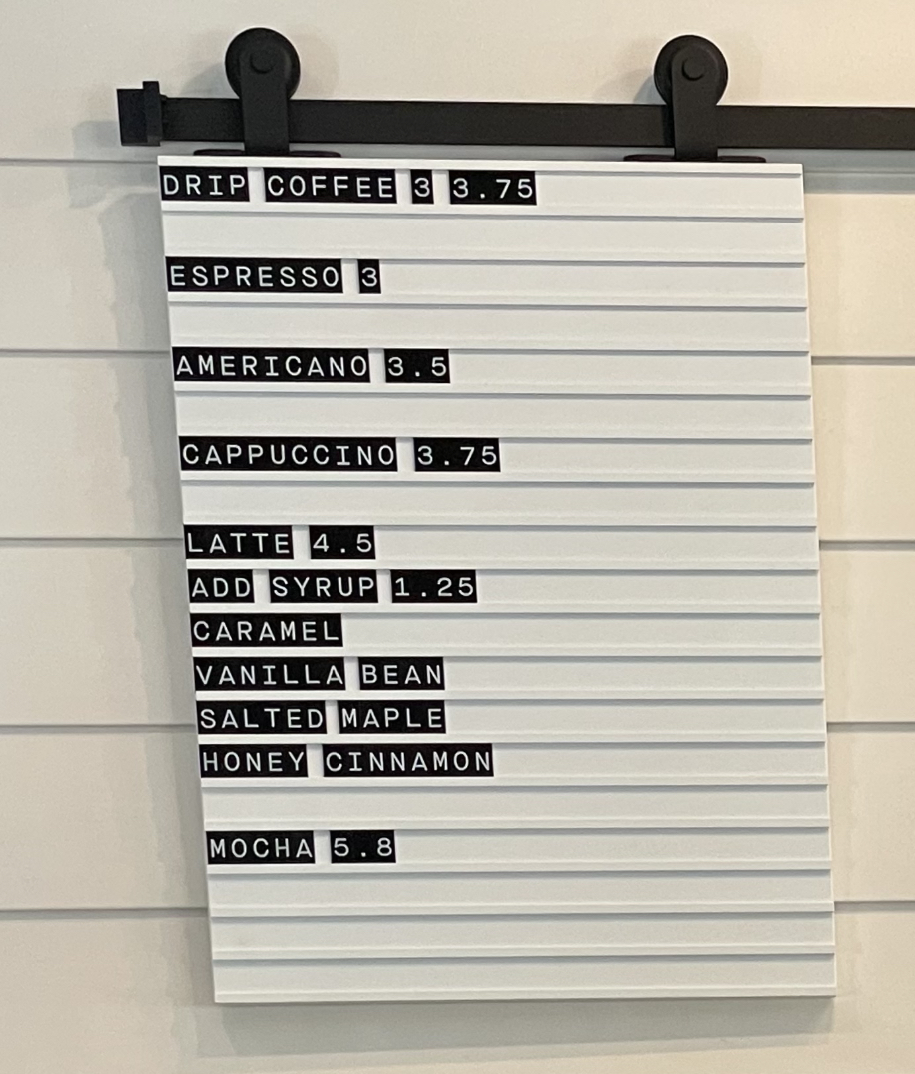 DRIP COFFEE 3 3.75
ESPRESSO 3
AMERICANO 3.5
CAPPUCCINO 3.75
LATTE 4.5
ADD SYRUP 1.25
CARAMEL
VANILLA BEAN
SALTED MAPLE
HONEY CINNAMON
MOCHA 5.8